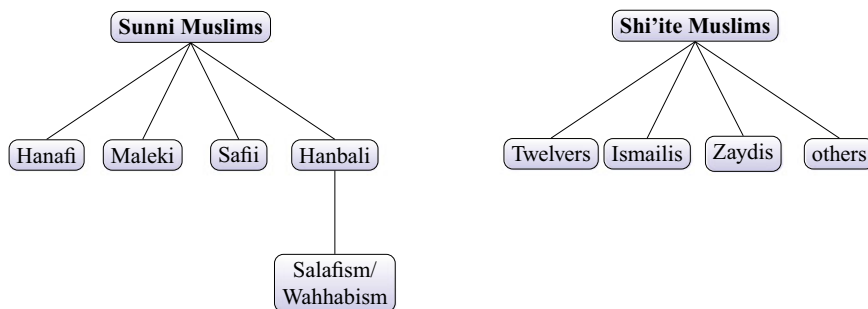 Sunni Muslims
Hanafi
Maleki
Safii
Hanbali
Salafism/
Wahhabism
Shi’ite Muslims
Twelvers
Ismailis
Zaydis
others